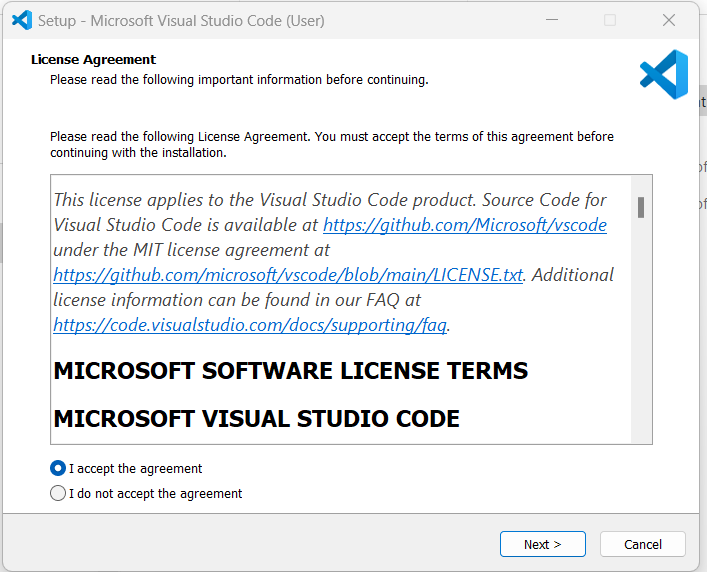 Setup - Microsoft Visual Studio Code (User)
License Agreement
Please read the following important information before continuing.
Please read the following License Agreement. You must accept the terms of this agreement before
continuing with the installation.
This license applies to the Visual Studio Code product. Source Code for
Visual Studio Code is available at https://github.com/Microsoft/vscode
under the MIT license agreement at
https://github.com/microsoft/vscode/blob/main/LICENSE.txt. Additional
license information can be found in our FAQ at
https://code.visualstudio.com/docs/supporting/faq.
MICROSOFT SOFTWARE LICENSE TERMS
MICROSOFT VISUAL STUDIO CODE
I accept the agreement
I do not accept the agreement
Next >
Cancel